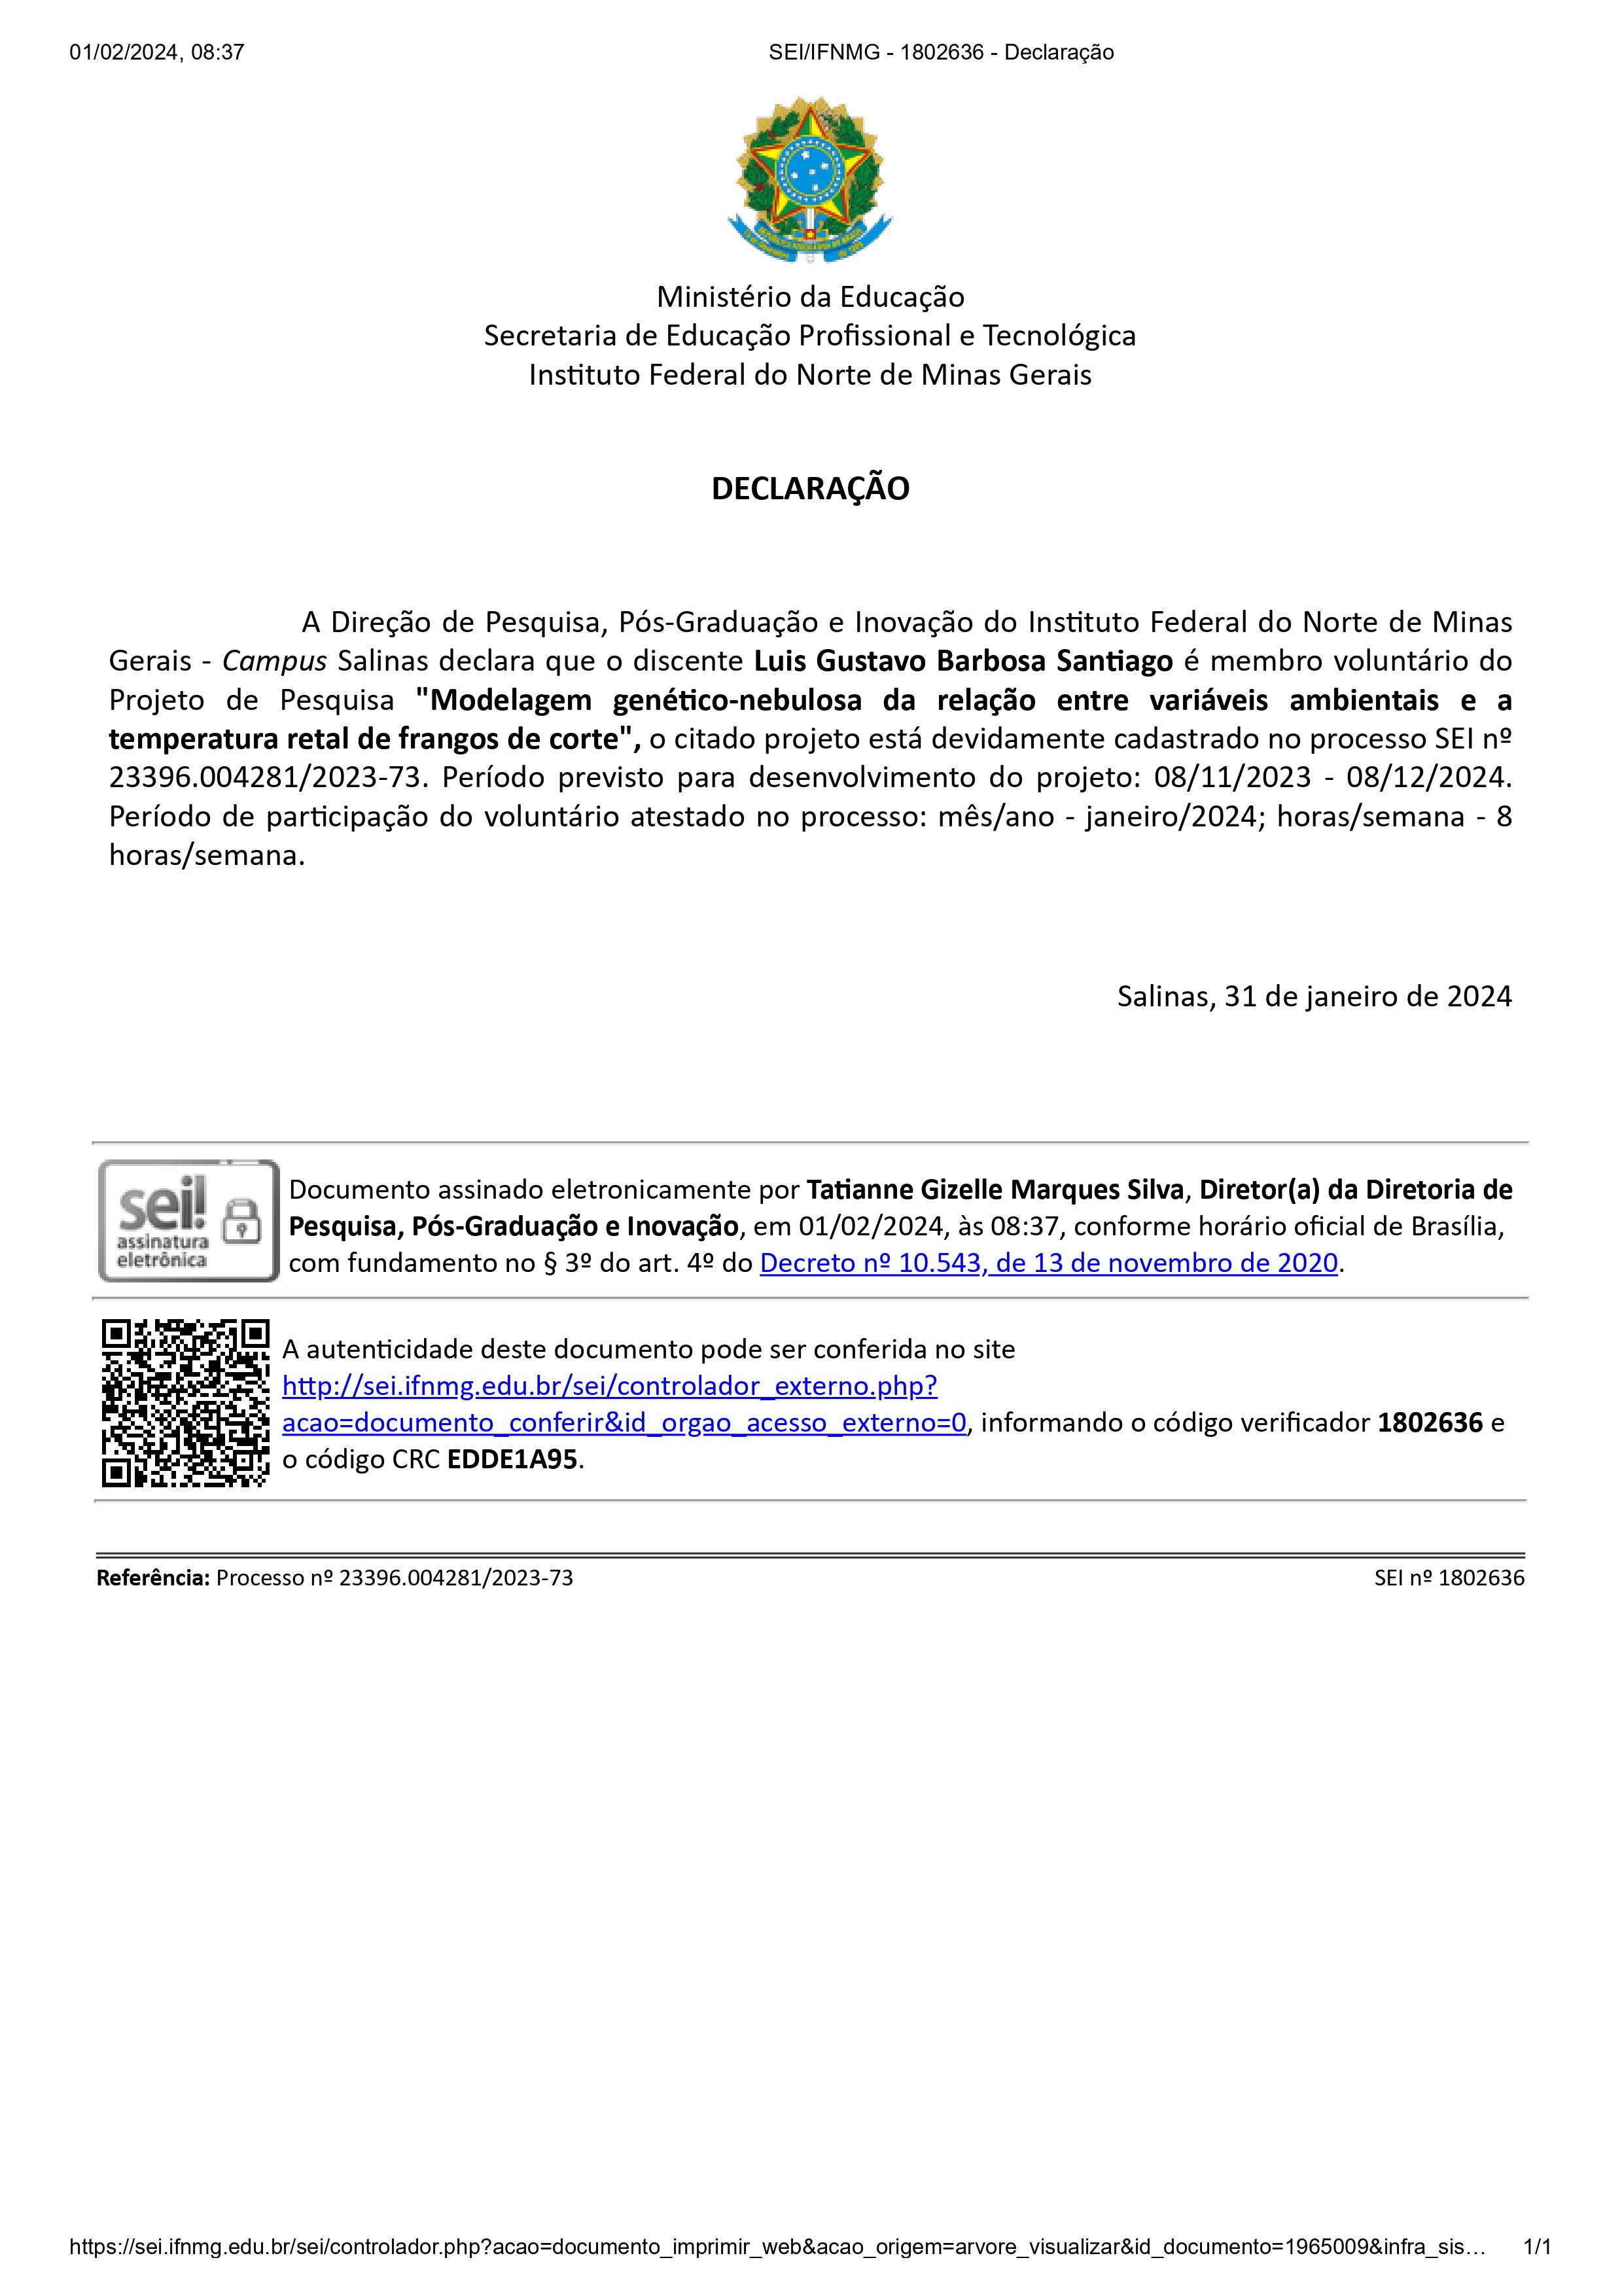 01/02/2024, 08:37
SEI/IFNMG - 1802636 - Declaração
Ministério da Educação
Secretaria de Educação Profissional e Tecnológica
Instituto Federal do Norte de Minas Gerais
DECLARAÇÃO
A Direção de Pesquisa, Pós-Graduação e Inovação do Instituto Federal do Norte de Minas
Gerais - Campus Salinas declara que o discente Luis Gustavo Barbosa Santiago é membro voluntário do
Projeto de Pesquisa "Modelagem genético-nebulosa da relação entre variáveis ambientais e a
temperatura retal de frangos de corte", o citado projeto está devidamente cadastrado no processo SEI nº
23396.004281/2023-73. Período previsto para desenvolvimento do projeto: 08/11/2023 - 08/12/2024.
Período de participação do voluntário atestado no processo: mês/ano - janeiro/2024; horas/semana - 8
horas/semana.
Salinas, 31 de janeiro de 2024
sei!
assinatura
eletrônica
Documento assinado eletronicamente por Tatianne Gizelle Marques Silva, Diretor(a) da Diretoria de
Pesquisa, Pós-Graduação e Inovação, em 01/02/2024, às 08:37, conforme horário oficial de Brasília,
com fundamento no § 3º do art. 4º do Decreto nº 10.543, de 13 de novembro de 2020.
A autenticidade deste documento pode ser conferida no site
http://sei.ifnmg.edu.br/sei/controlador_externo.php?
acao=documento_conferir&id_orgao_acesso_externo=0, informando o código verificador 1802636 e
o código CRC EDDE1A95.
Referência: Processo nº 23396.004281/2023-73
SEI nº 1802636
https://sei.ifnmg.edu.br/sei/controlador.php?acao=documento_imprimir_web&acao_origem=arvore_visualizar&id_documento=1965009&infra_sis…
1/1